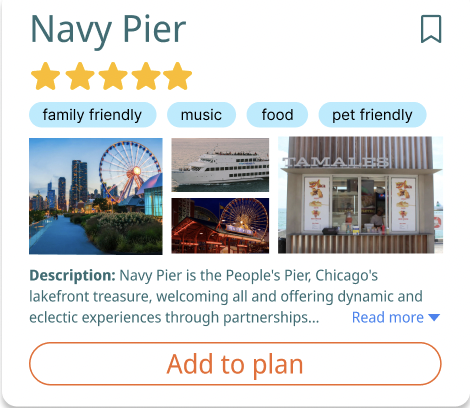 Navy Pier
family friendly music food pet friendly
TAMALES
Description: Navy Pier is the People's Pier, Chicago's
lakefront treasure, welcoming all and offering dynamic and
eclectic experiences through partnerships... Read more
Add to plan